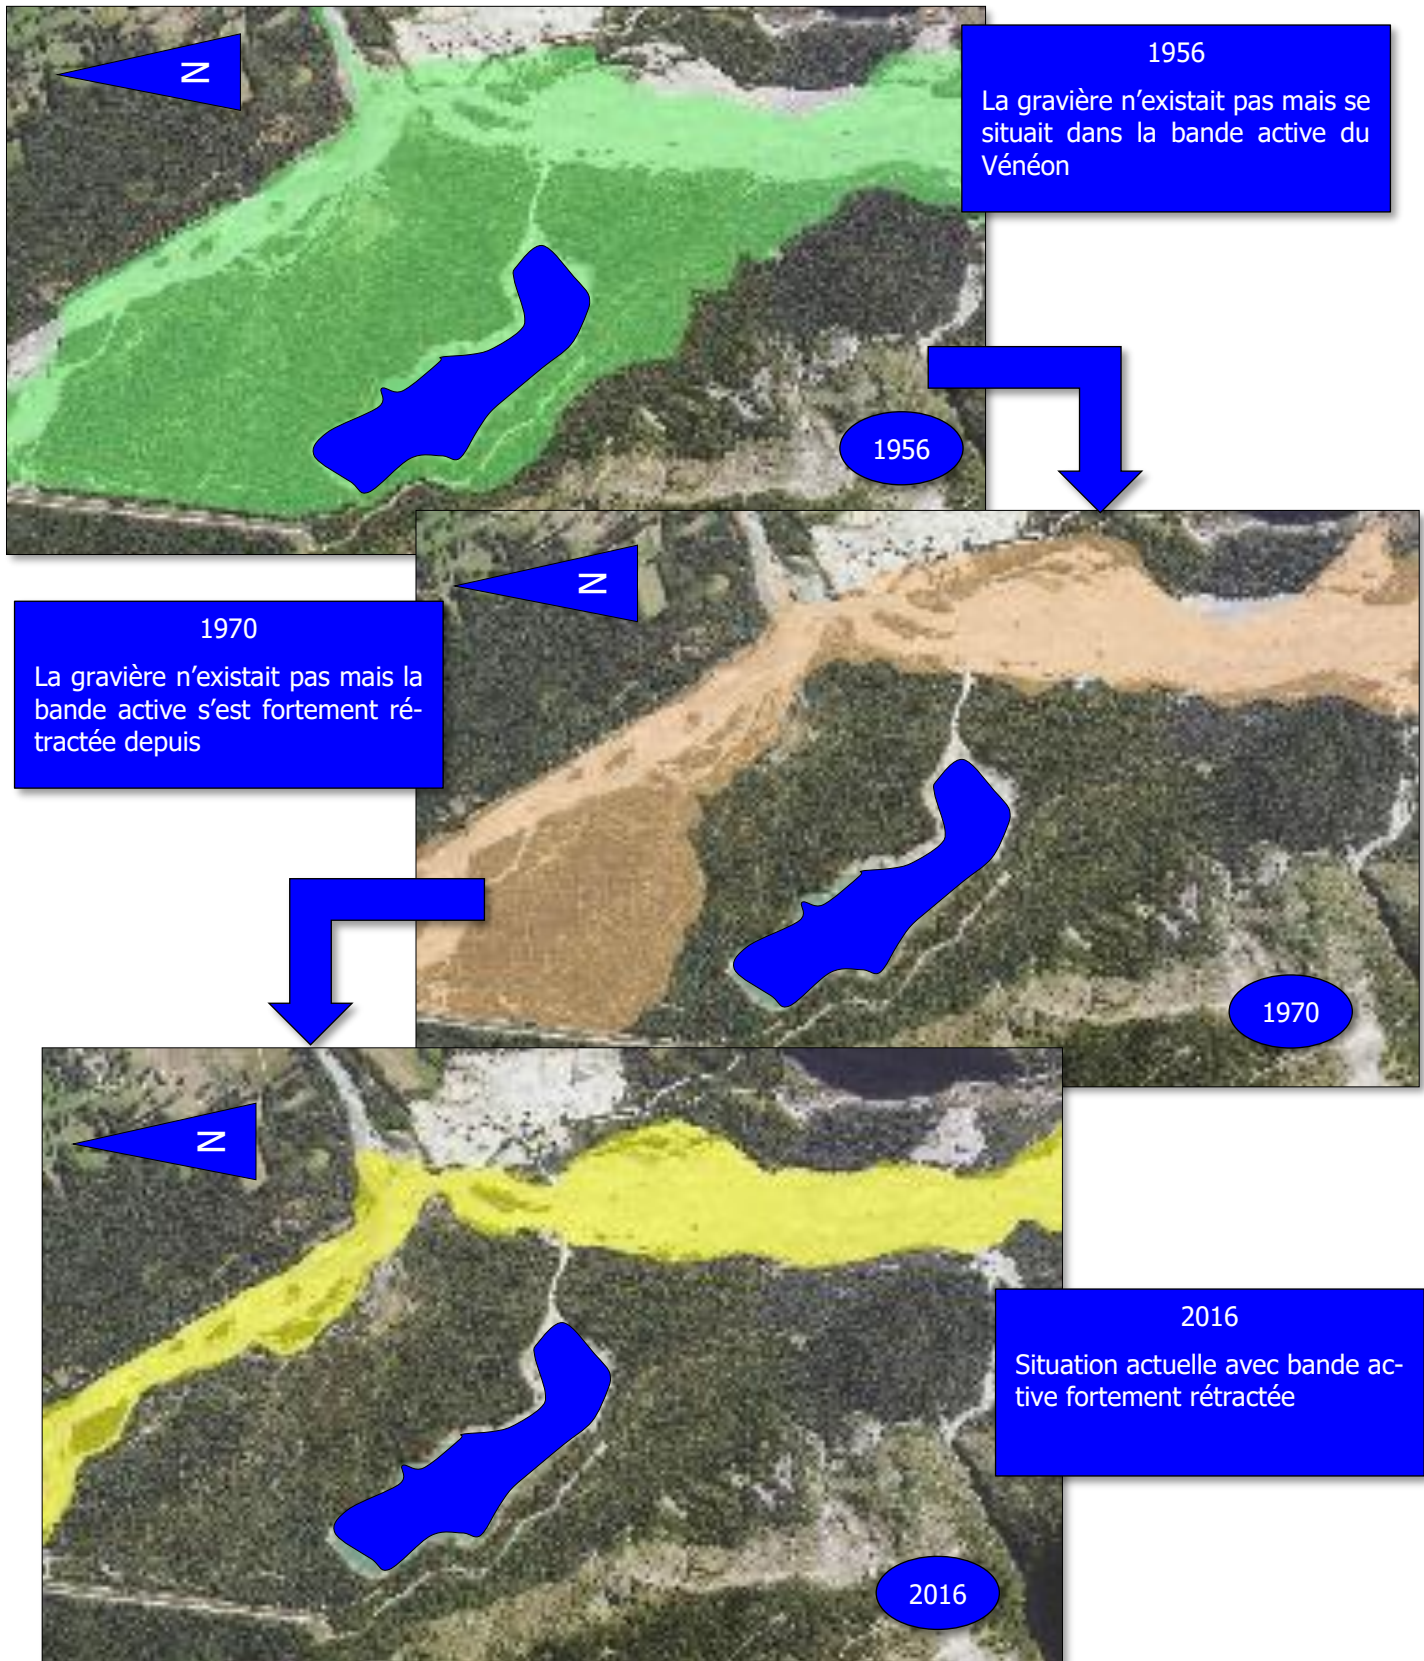 N
1956
La gravière n'existait pas mais se
situait dans la bande active du
Vénéon
1956
N
1970
La gravière n'existait pas mais la
bande active s'est fortement ré-
tractée depuis
1970
N
2016
Situation actuelle avec bande ac-
tive fortement rétractée
2016